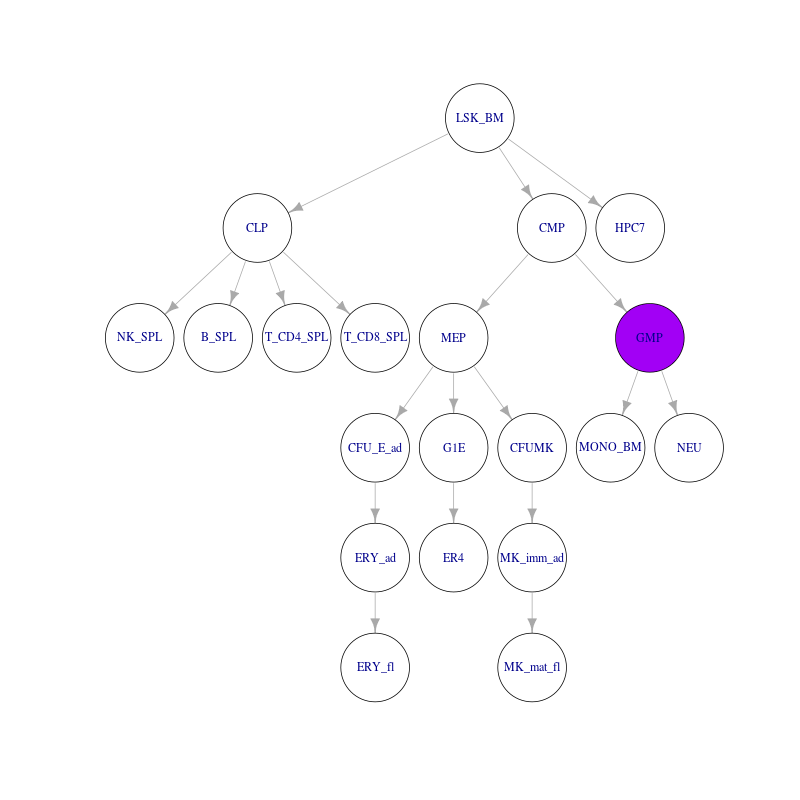 LSK_BM
CLP
CMP
HPC7
NK_SPL
B_SPL
T_CD4_SPL
T_CD8_SPL
MEP
GMP
CFU_E_ad
G1E
CFUMK
MONO_BM
NEU
ERY_ad
ER4
MK_imm_ad
ERY_fl
MK_mat_fl